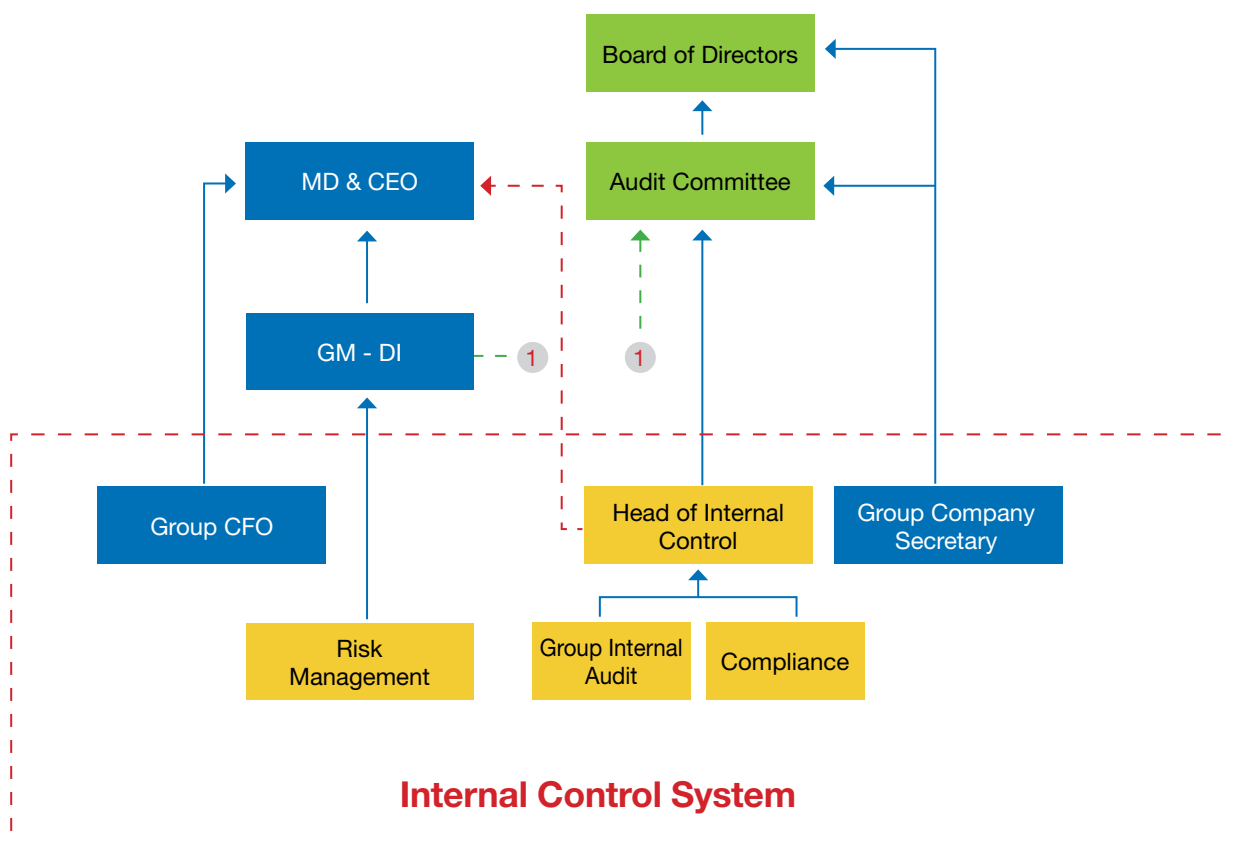 Board of Directors
MD & CEO
Audit Committee
GM - DI
1
1
Group CFO
Head of Internal
Control
Group Company
Secretary
Risk
Management
Group Internal
Audit
Compliance
Internal Control System